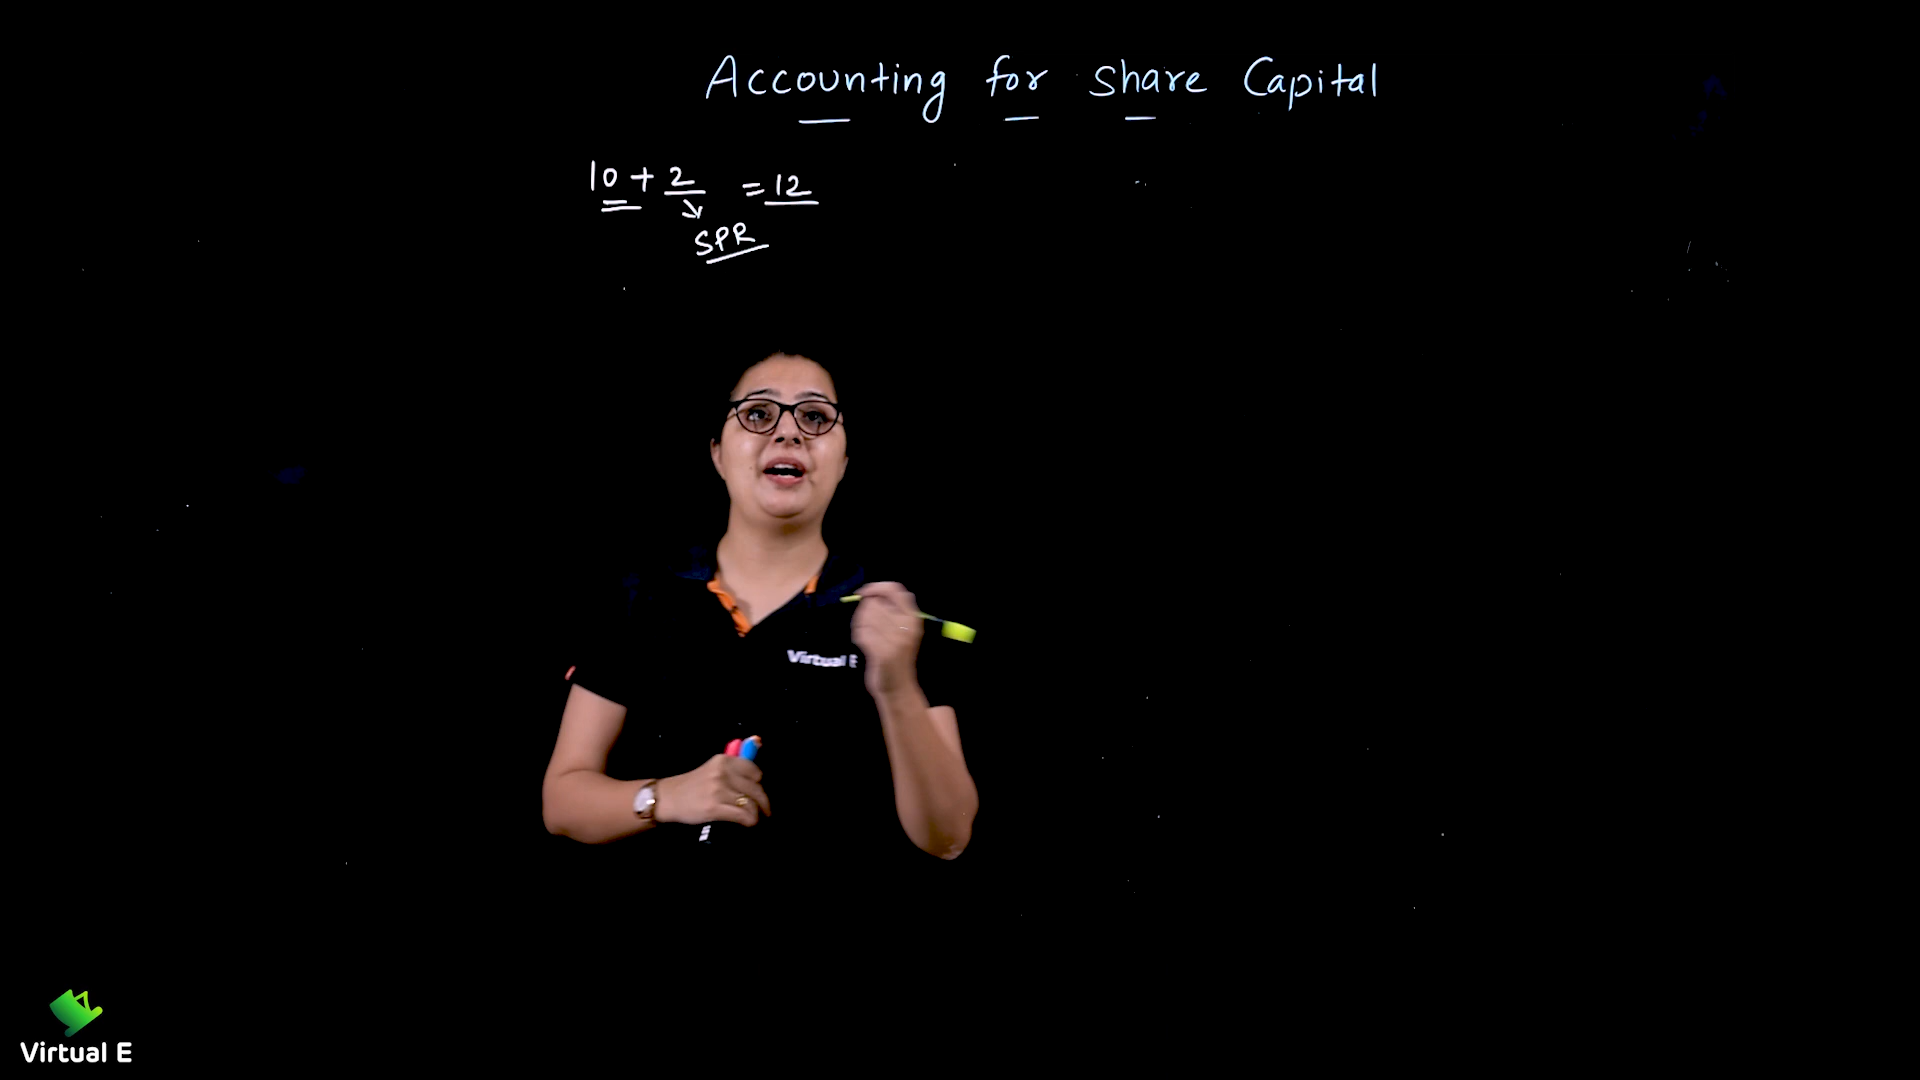 Accounting for Share Capital
10 + 2 = 12
SPR
Virtual E
Virtual E